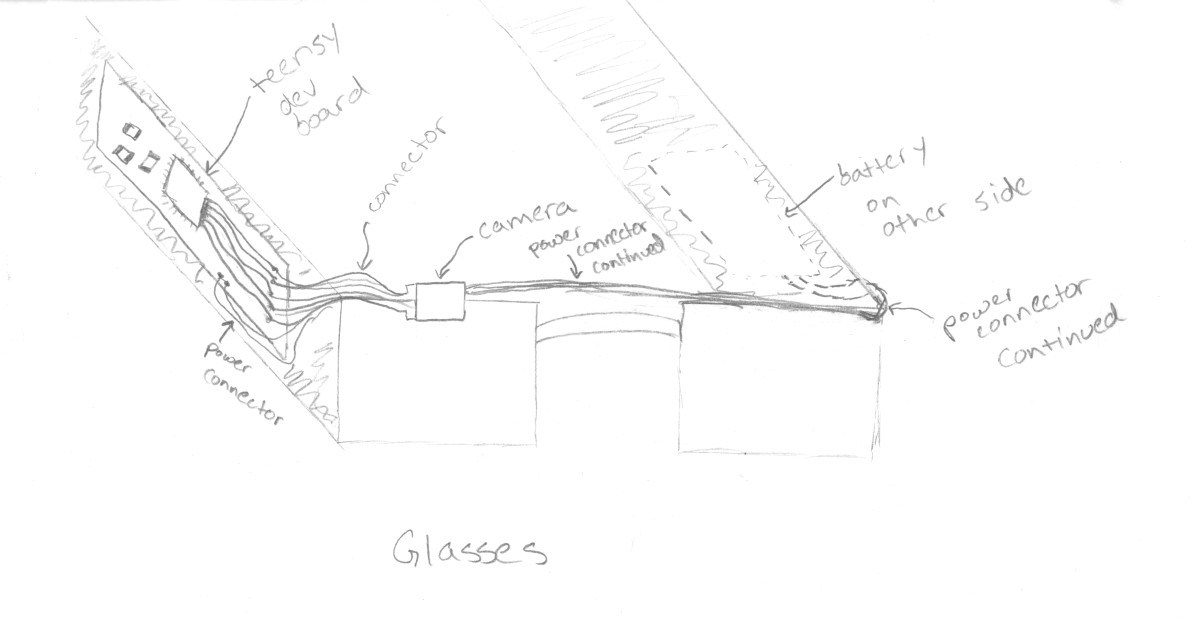 teensy
dev
board
connector
camera
power
connector
continued
battery
on
other side
power
connector
continued
power
connector
Glasses